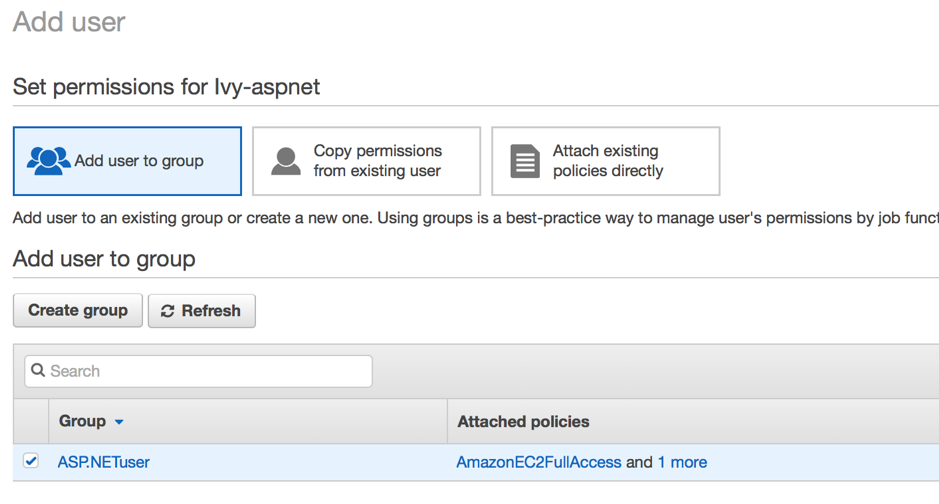 Add user
Set permissions for Ivy-aspnet
Add user to group
Copy permissions
from existing user
Attach existing
policies directly
Add user to an existing group or create a new one. Using groups is a best-practice way to manage user's permissions by job funct
Add user to group
Create group
Refresh
Search
Group
Attached policies
ASP.NETuser
AmazonEC2FullAccess and 1 more